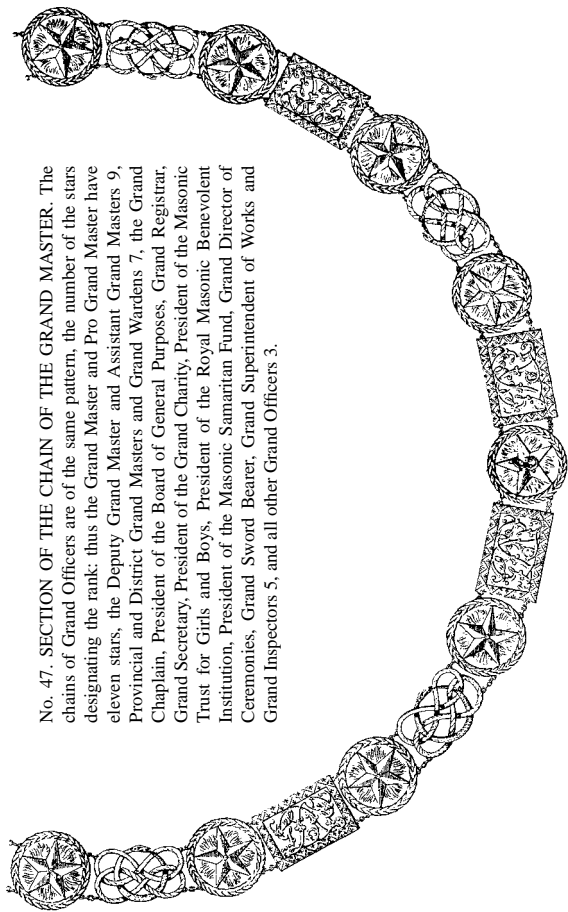 No. 47. SECTION OF THE CHAIN OF THE GRAND MASTER. The
chains of Grand Officers are of the same pattern, the number of the stars
designating the rank: thus the Grand Master and Pro Grand Master have
eleven stars, the Deputy Grand Master and Assistant Grand Masters 9,
Provincial and District Grand Masters and Grand Wardens 7, the Grand
Chaplain, President of the Board of General Purposes, Grand Registrar,
Grand Secretary, President of the Grand Charity, President of the Masonic
Trust for Girls and Boys, President of the Royal Masonic Benevolent
Institution, President of the Masonic Samaritan Fund, Grand Director of
Ceremonies, Grand Sword Bearer, Grand Superintendent of Works and
Grand Inspectors 5, and all other Grand Officers 3.